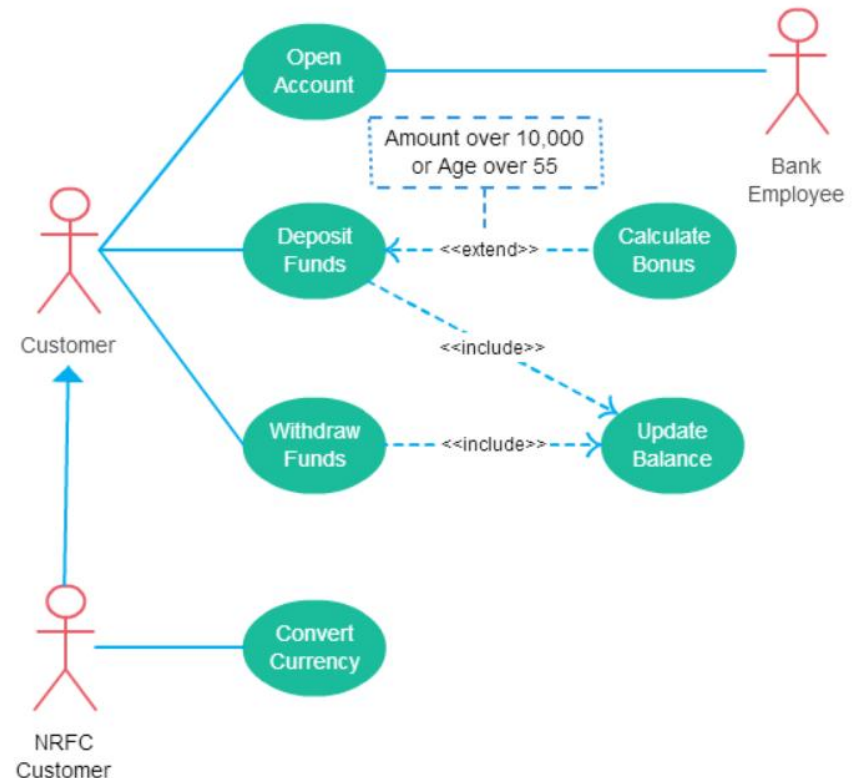 Open
Account
Amount over 10,000
or Age over 55
Bank
Employee
Deposit
Funds
<<extend>>
Calculate
Bonus
Customer
<<include>>
Withdraw
Funds
<<include>>
Update
Balance
Convert
Currency
NRFC
Customer